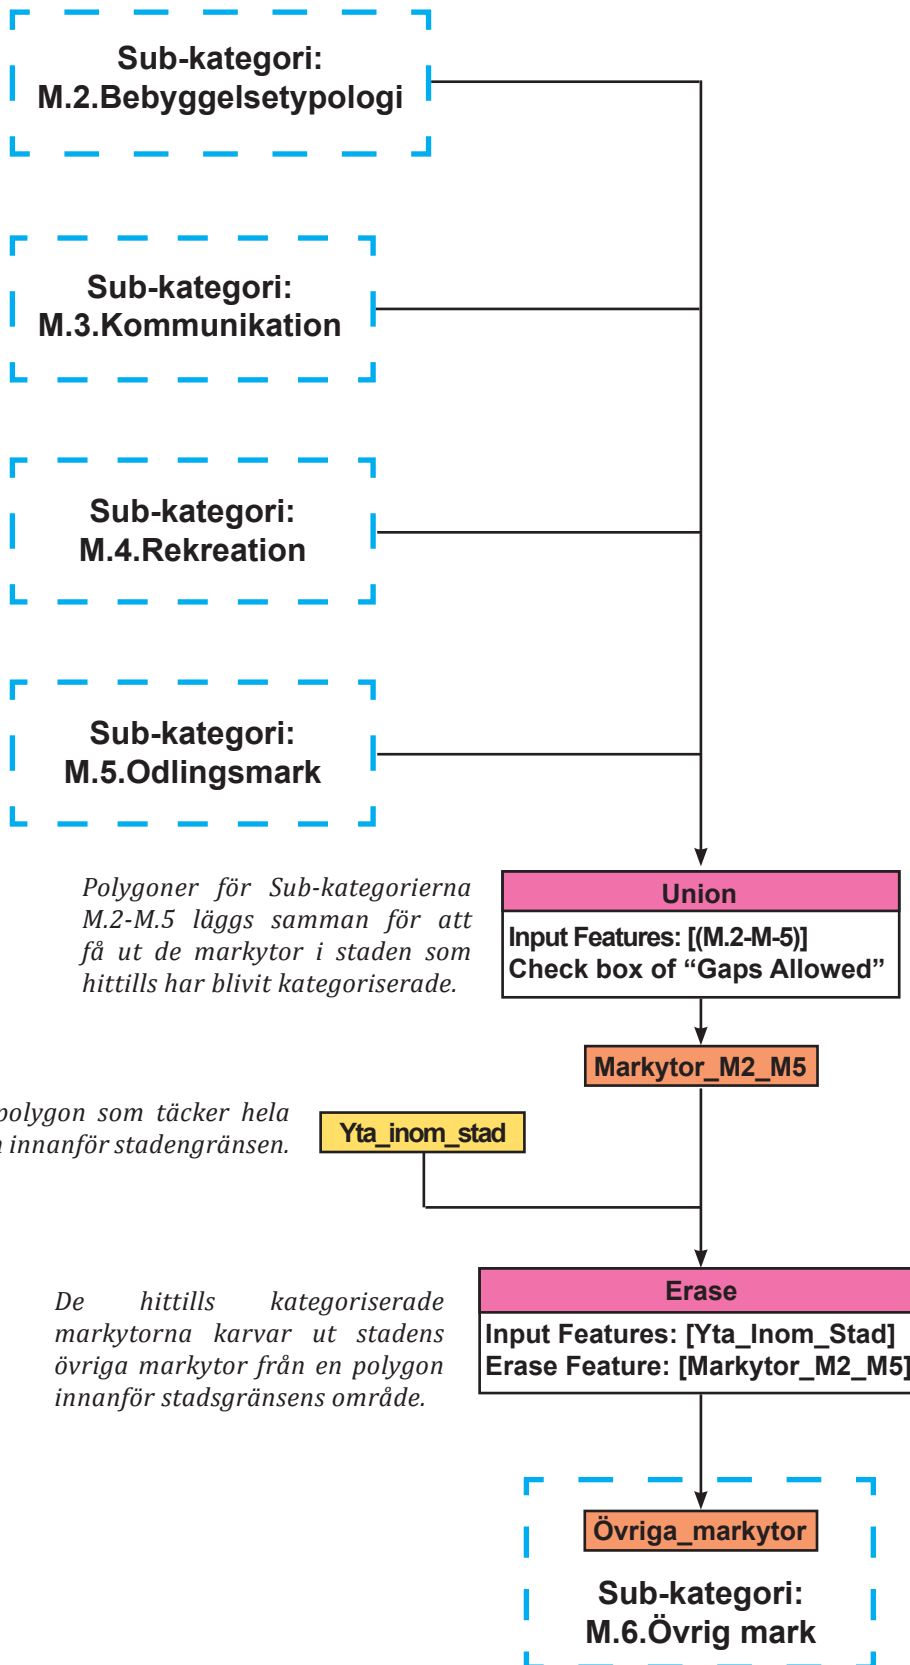 Sub-kategori:
M.2.Bebyggelsetypologi
Sub-kategori:
M.3.Kommunikation
Sub-kategori:
M.4.Rekreation
Sub-kategori:
M.5.Odlingsmark
Polygoner för Sub-kategorierna
M.2-M.5 läggs samman för att
få ut de markytor i staden som
hittills har blivit kategoriserade.
Union
Input Features: [(M.2-M-5)]
Check box of “Gaps Allowed”
Markytor_M2_M5
polygon som täcker hela
innanför stadengränsen.
Yta_inom_stad
De hittills kategoriserade
markytorna karvar ut stadens
övriga markytor från en polygon
innanför stadsgränsens område.
Erase
Input Features: [Yta_Inom_Stad]
Erase Feature: [Markytor_M2_M5]
Övriga_markytor
Sub-kategori:
M.6.Övrig mark